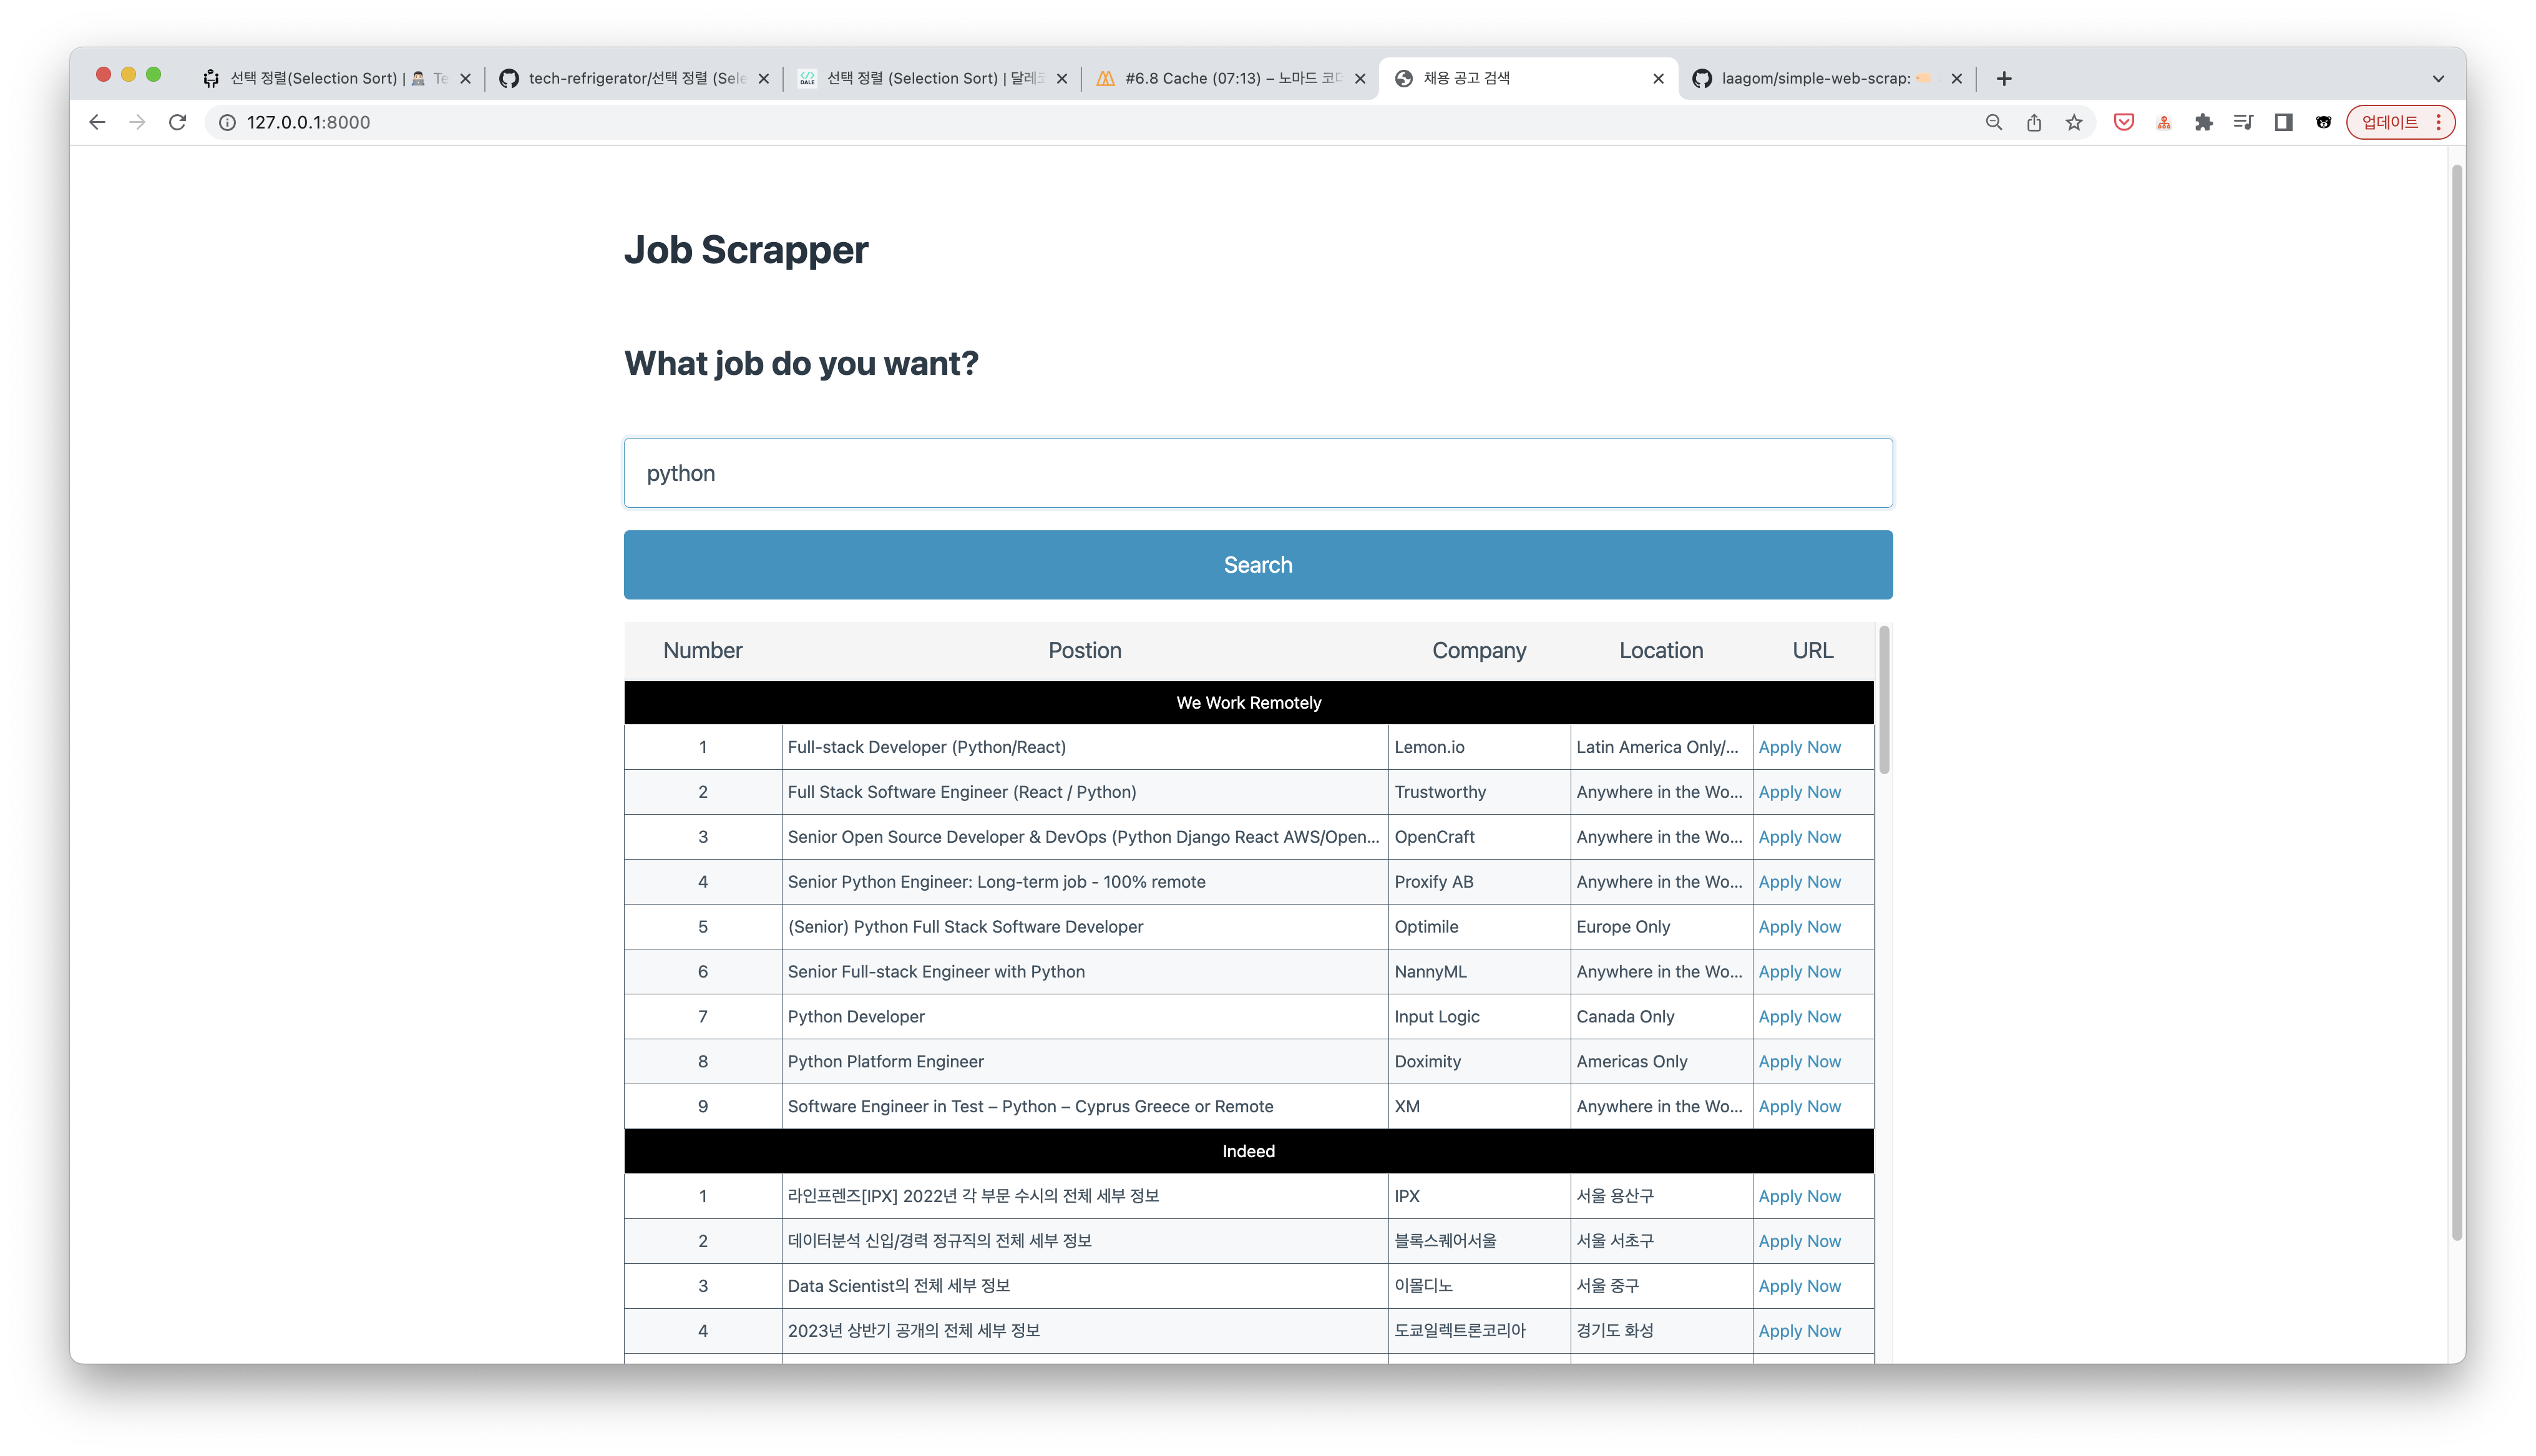 선택 정렬(Selection Sort) | Te
tech-refrigerator/선택 정렬 (Sele
선택 정렬 (Selection Sort) | 달레
#6.8 Cache (07:13) – 노마드 코
채용 공고 검색
laagom/simple-web-scrap:
127.0.0.1:8000
업데이트
Job Scrapper
What job do you want?
python
Search
Number Postion Company Location URL
We Work Remotely
1 Full-stack Developer (Python/React) Lemon.io Latin America Only/... Apply Now
2 Full Stack Software Engineer (React / Python) Trustworthy Anywhere in the Wo... Apply Now
3 Senior Open Source Developer & DevOps (Python Django React AWS/Open... OpenCraft Anywhere in the Wo... Apply Now
4 Senior Python Engineer: Long-term job - 100% remote Proxify AB Anywhere in the Wo... Apply Now
5 (Senior) Python Full Stack Software Developer Optimile Europe Only Apply Now
6 Senior Full-stack Engineer with Python NannyML Anywhere in the Wo... Apply Now
7 Python Developer Input Logic Canada Only Apply Now
8 Python Platform Engineer Doximity Americas Only Apply Now
9 Software Engineer in Test – Python – Cyprus Greece or Remote XM Anywhere in the Wo... Apply Now
Indeed
1 라인프렌즈[IPX] 2022년 각 부문 수시의 전체 세부 정보 IPX 서울 용산구 Apply Now
2 데이터분석 신입/경력 정규직의 전체 세부 정보 블록스퀘어서울 서울 서초구 Apply Now
3 Data Scientist의 전체 세부 정보 이몰디노 서울 중구 Apply Now
4 2023년 상반기 공개의 전체 세부 정보 도쿄일렉트론코리아 경기도 화성 Apply Now